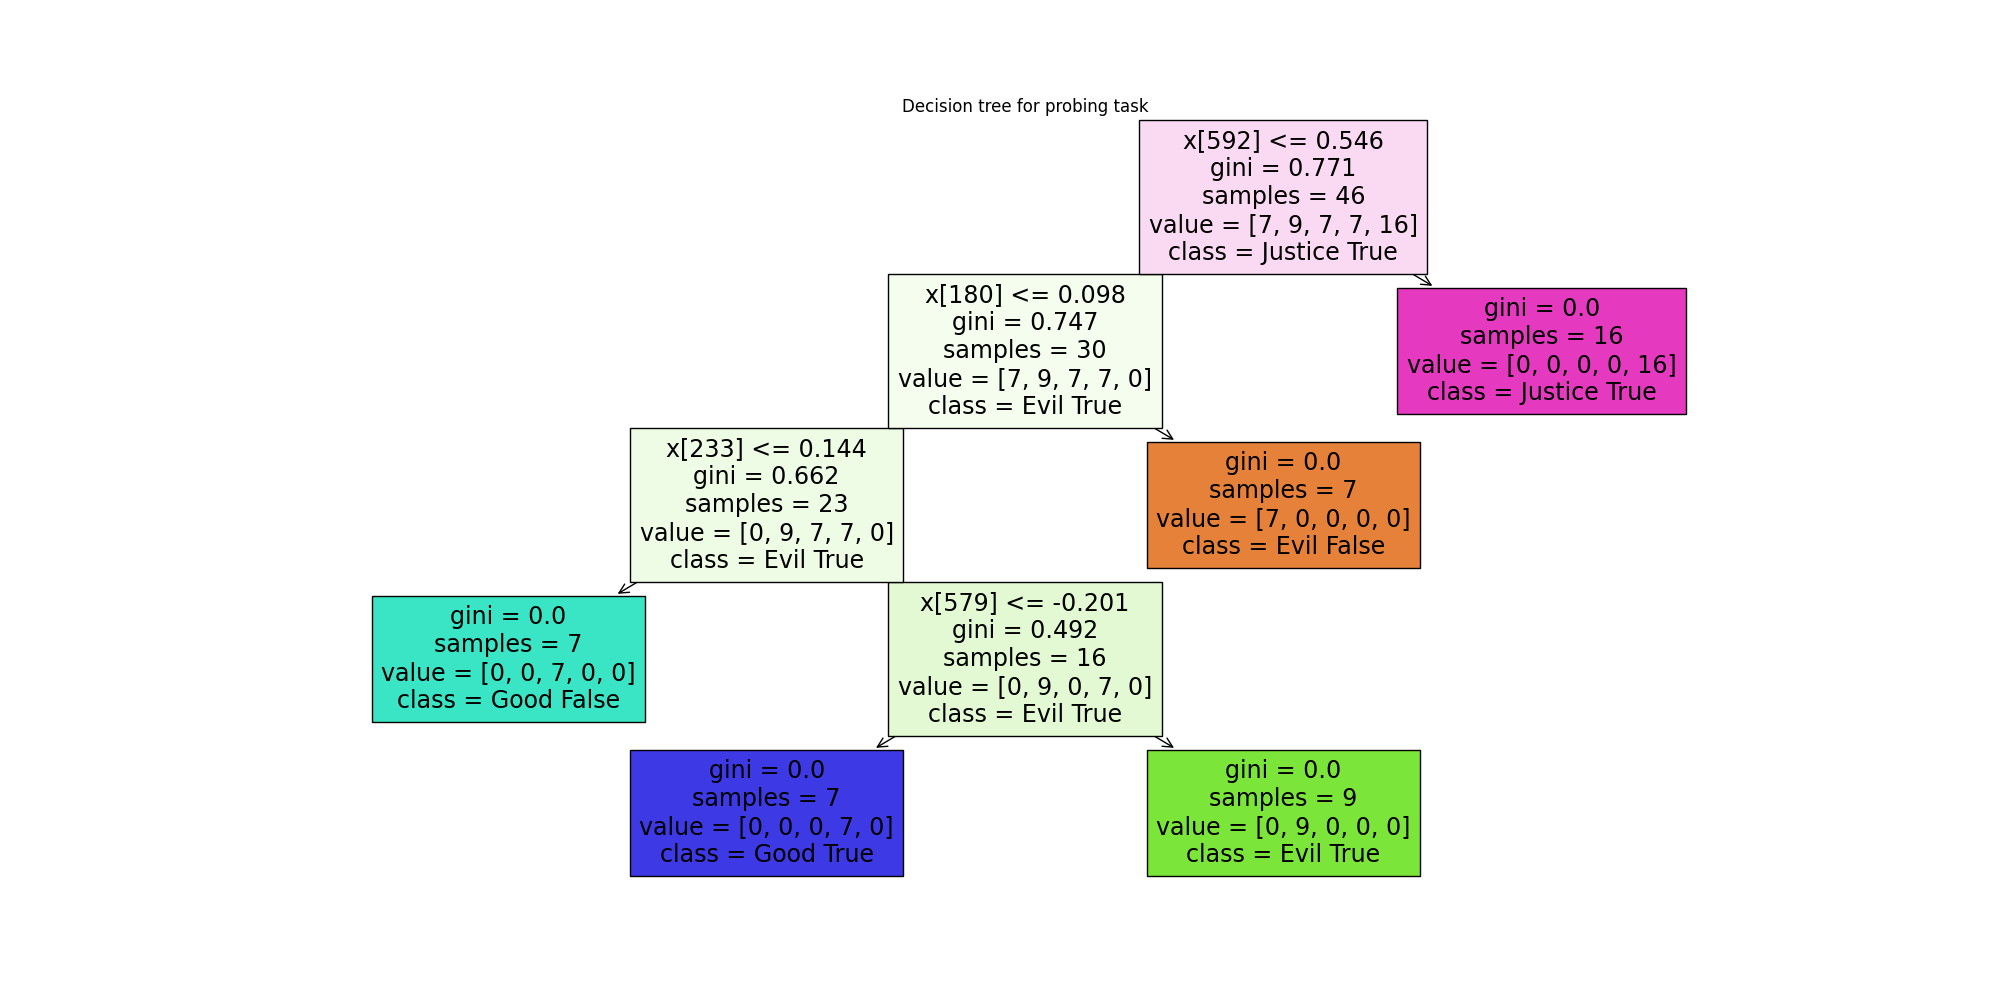 Decision tree for probing task
x[592] <= 0.546
gini = 0.771
samples = 46
value = [7, 9, 7, 7, 16]
class = Justice True
x[180] <= 0.098
gini = 0.747
samples = 30
value = [7, 9, 7, 7, 0]
class = Evil True
gini = 0.0
samples = 16
value = [0, 0, 0, 0, 16]
class = Justice True
x[233] <= 0.144
gini = 0.662
samples = 23
value = [0, 9, 7, 7, 0]
class = Evil True
gini = 0.0
samples = 7
value = [7, 0, 0, 0, 0]
class = Evil False
gini = 0.0
samples = 7
value = [0, 0, 7, 0, 0]
class = Good False
x[579] <= -0.201
gini = 0.492
samples = 16
value = [0, 9, 0, 7, 0]
class = Evil True
gini = 0.0
samples = 7
value = [0, 0, 0, 7, 0]
class = Good True
gini = 0.0
samples = 9
value = [0, 9, 0, 0, 0]
class = Evil True